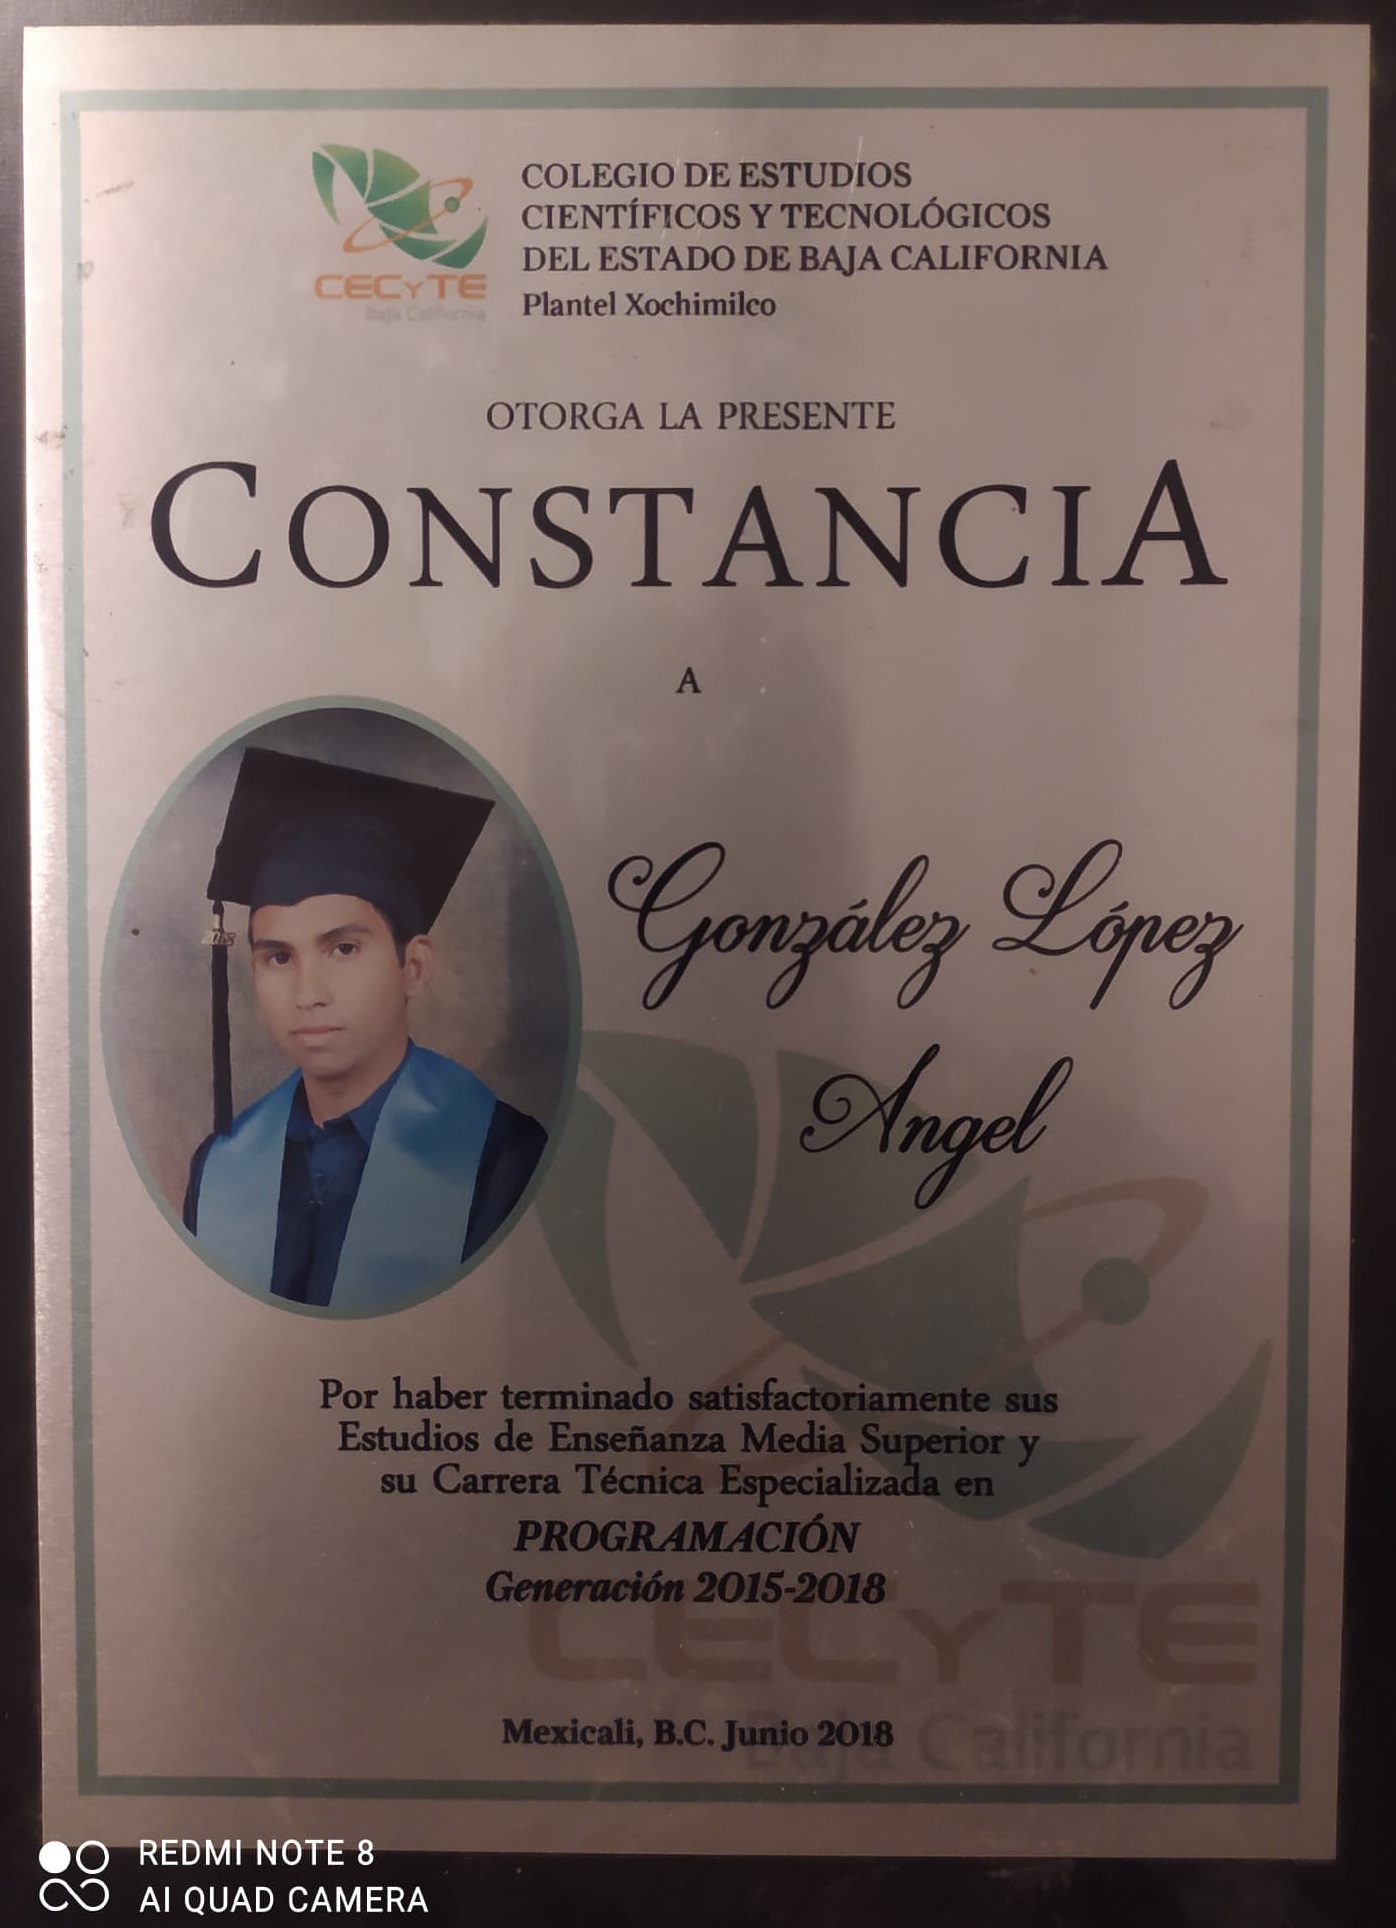 CECYTE
Baja California
COLEGIO DE ESTUDIOS
CIENTÍFICOS Y TECNOLÓGICOS
DEL ESTADO DE BAJA CALIFORNIA
Plantel Xochimilco
OTORGA LA PRESENTE
CONSTANCIA
A
2018
González López
Angel
Por haber terminado satisfactoriamente sus
Estudios de Enseñanza Media Superior y
su Carrera Técnica Especializada en
PROGRAMACIÓN
Generación 2015-2018
CECYTE
Baja California
Mexicali, B.C. Junio 2018
REDMI NOTE 8
AI QUAD CAMERA